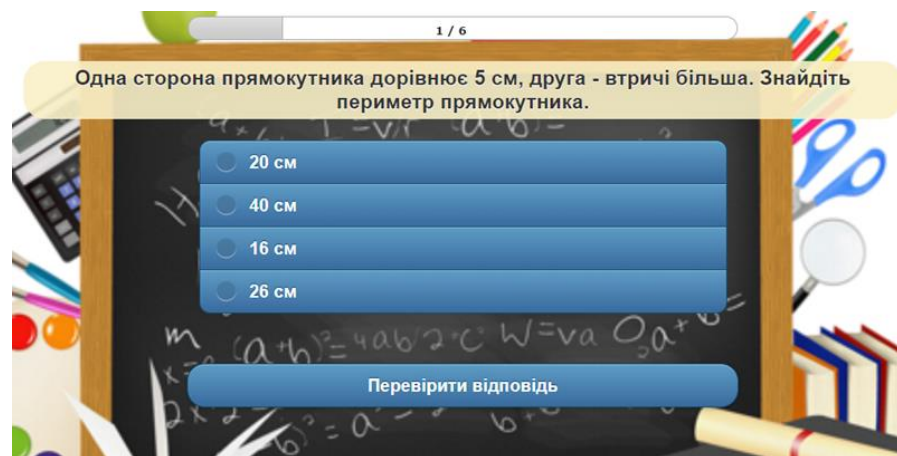 1 / 6
Одна сторона прямокутника дорівнює 5 см, друга - втричі більша. Знайдіть
периметр прямокутника.
20 см
40 см
16 см
26 см
Перевірити відповідь